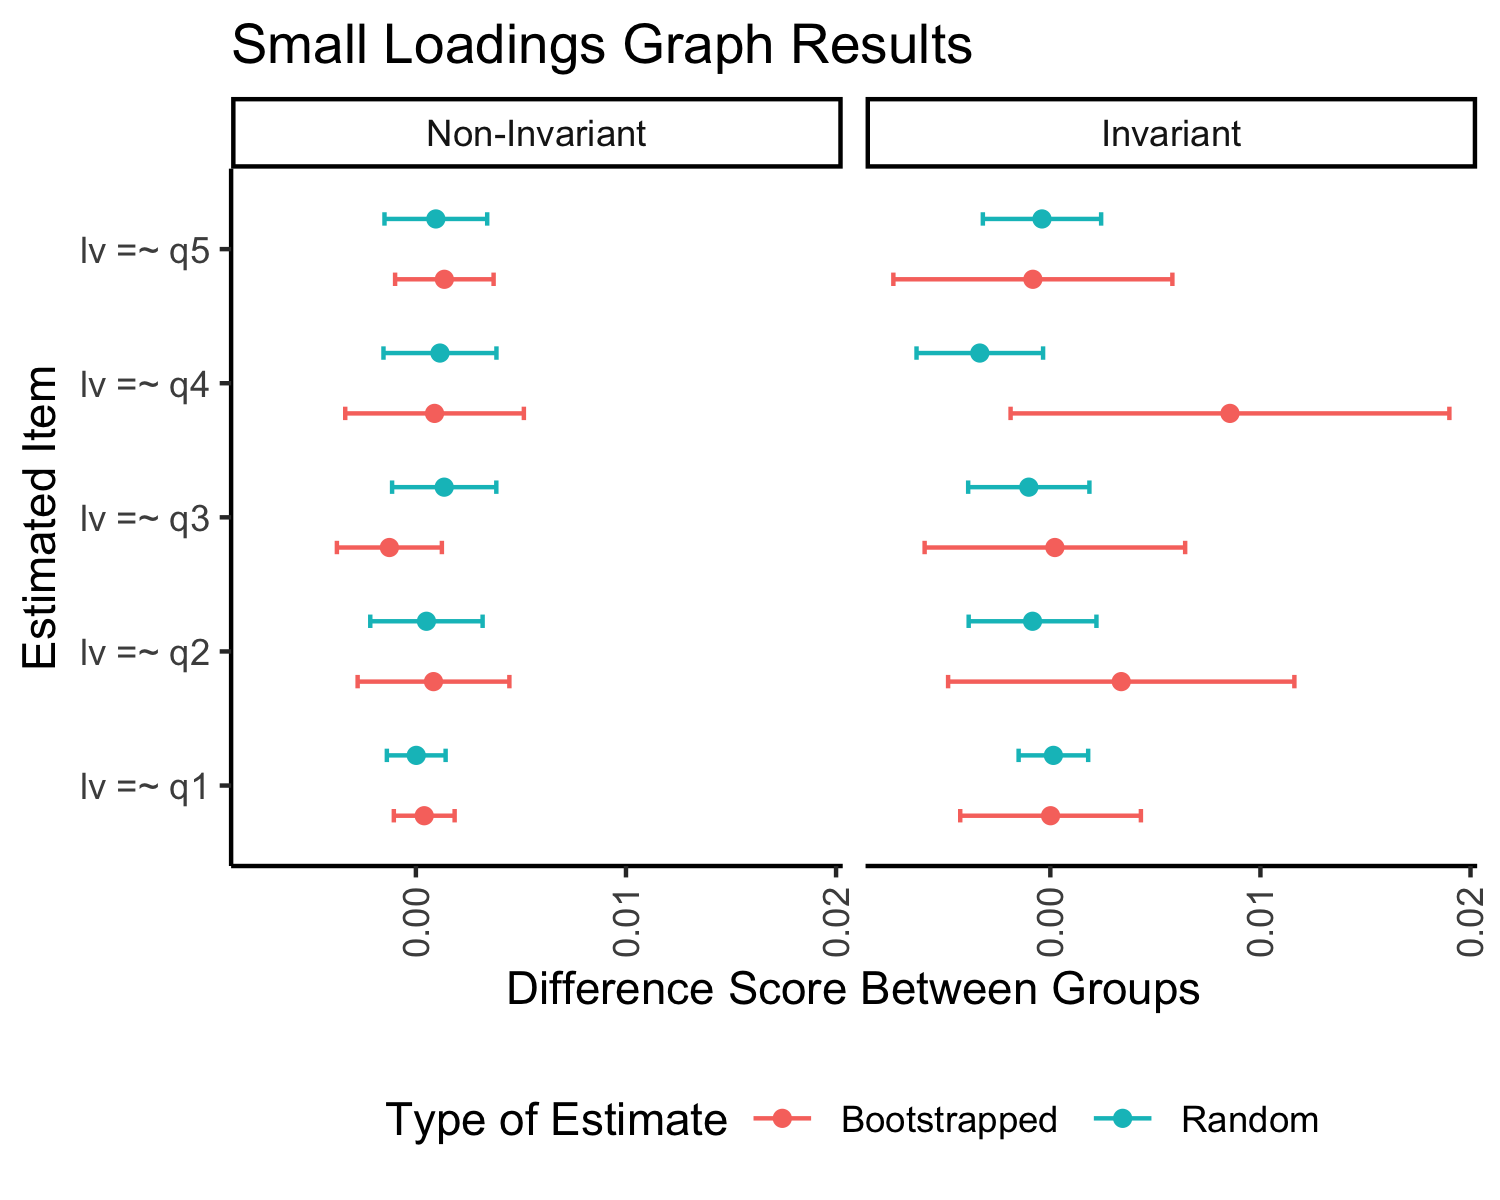 Small Loadings Graph Results
Non-Invariant
Invariant
Estimated Item
lv =~ q5
lv =~ q4
lv =~ q3
lv =~ q2
lv =~ q1
0.00
0.01
0.02
0.00
0.01
0.02
Difference Score Between Groups
Type of Estimate
Bootstrapped
Random